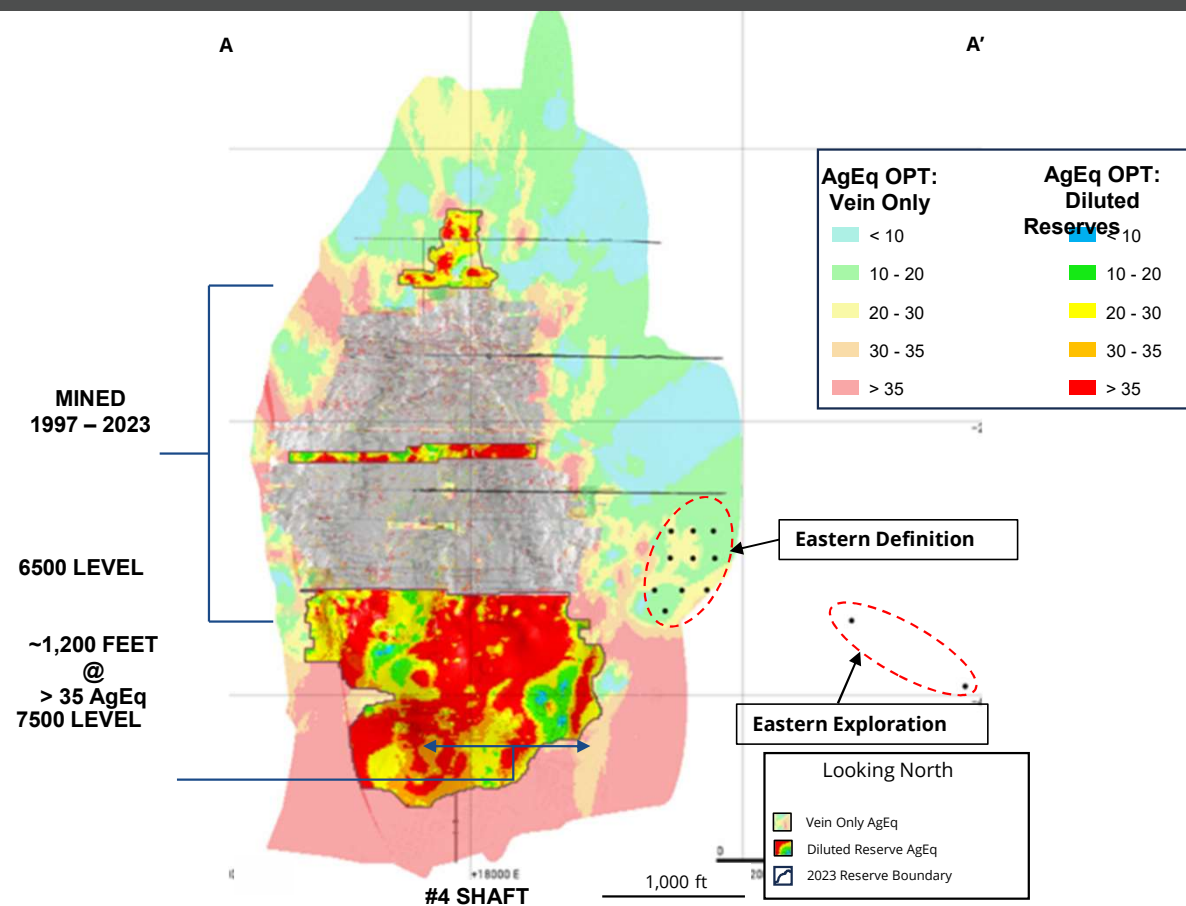 A
A'
AgEq OPT:
Vein Only
< 10
10 - 20
20 - 30
30 - 35
> 35
AgEq OPT:
Diluted
Reserves
< 10
10 - 20
20 - 30
30 - 35
> 35
MINED
1997 – 2023
6500 LEVEL
~1,200 FEET
@
> 35 AgEq
7500 LEVEL
Eastern Definition
Eastern Exploration
Looking North
Vein Only AgEq
Diluted Reserve AgEq
2023 Reserve Boundary
+18000 E
#4 SHAFT
1,000 ft
0